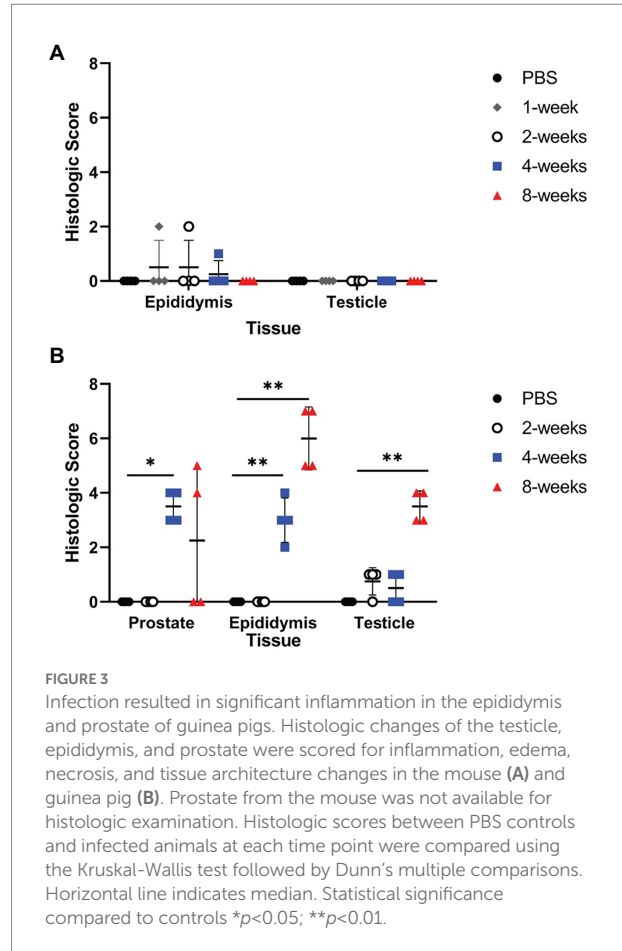 A
Histologic Score
8
6
4
2
0
Epididymis Testicle
Tissue
PBS
1-week
2-weeks
4-weeks
8-weeks
B
Histologic Score
8
6
4
2
0
**
* ** **
Prostate Epididymis Testicle
Tissue
PBS
2-weeks
4-weeks
8-weeks
FIGURE 3
Infection resulted in significant inflammation in the epididymis
and prostate of guinea pigs. Histologic changes of the testicle,
epididymis, and prostate were scored for inflammation, edema,
necrosis, and tissue architecture changes in the mouse (A) and
guinea pig (B). Prostate from the mouse was not available for
histologic examination. Histologic scores between PBS controls
and infected animals at each time point were compared using
the Kruskal-Wallis test followed by Dunn’s multiple comparisons.
Horizontal line indicates median. Statistical significance
compared to controls *p<0.05; **p<0.01.